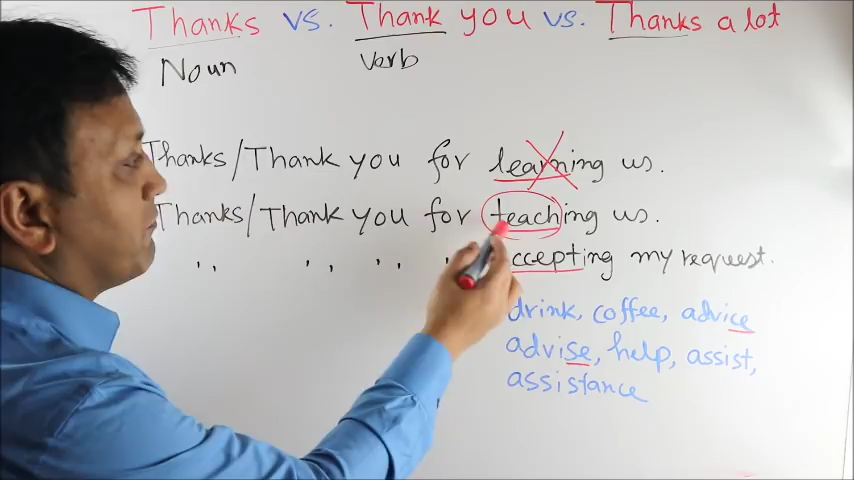 Thanks vs. Thank you vs. Thanks a lot
Noun Verb
Thanks/Thank you for learning us.
Thanks/Thank you for teaching us.
,, ,, ,, ,, accepting my request.
drink, coffee, advice
advise, help, assist,
assistance